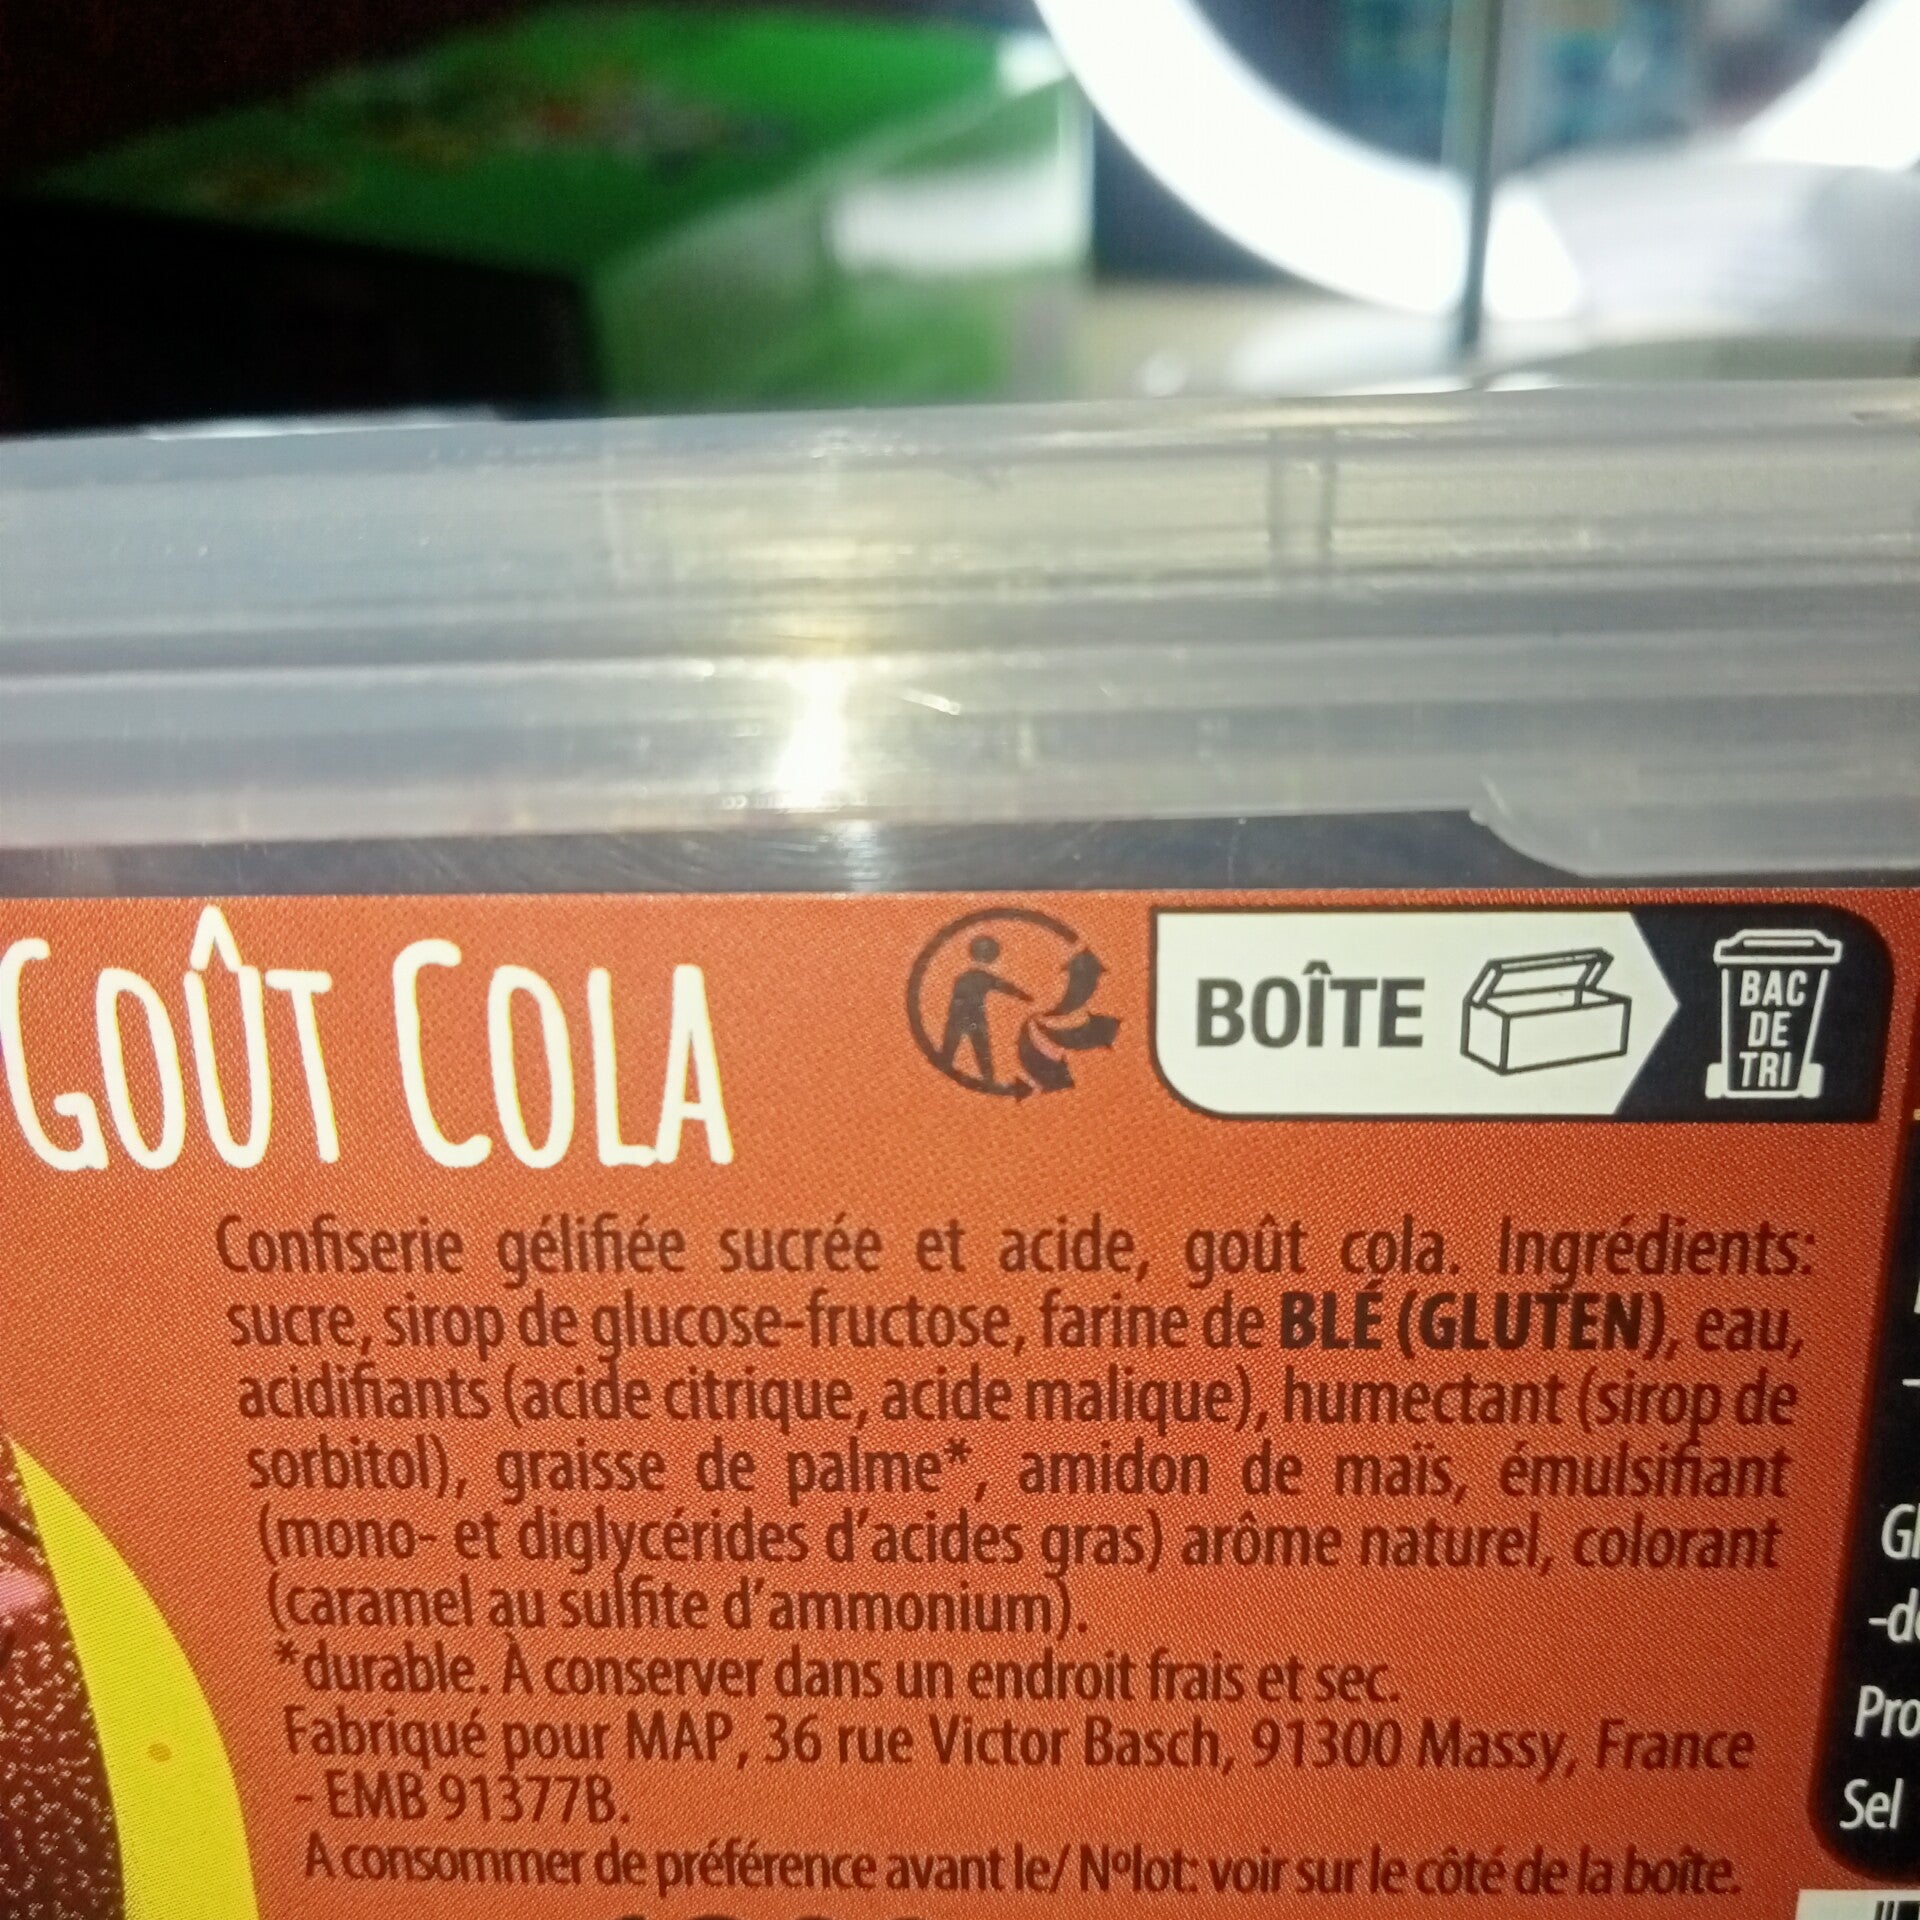 GOÛT COLA
BOÎTE
BAC
DE
TRI
Confiserie gélifiée sucrée et acide, goût cola. Ingrédients:
sucre, sirop de glucose-fructose, farine de BLÉ (GLUTEN), eau,
acidifiants (acide citrique, acide malique), humectant (sirop de
sorbitol), graisse de palme*, amidon de maïs, émulsifiant
(mono- et diglycérides d'acides gras) arôme naturel, colorant
(caramel au sulfite d'ammonium).
*durable. À conserver dans un endroit frais et sec.
Fabriqué pour MAP, 36 rue Victor Basch, 91300 Massy, France
- EMB 91377B.
A consommer de préférence avant le/ N°lot: voir sur le côté de la boîte.
Sel